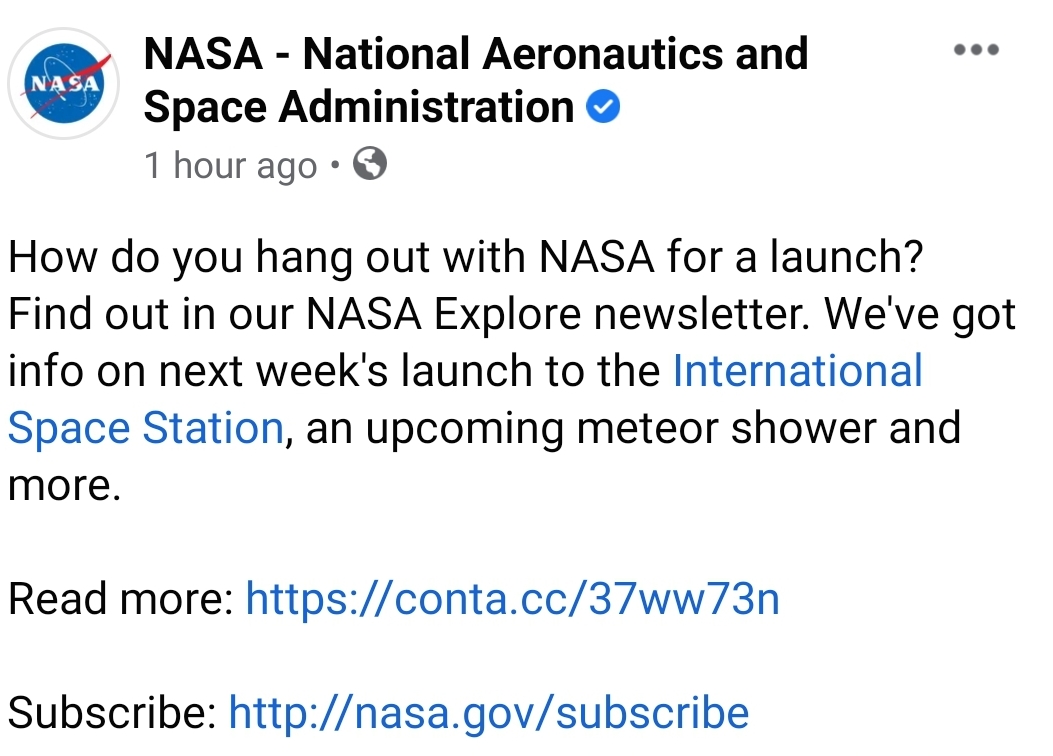 NASA
NASA - National Aeronautics and
Space Administration
1 hour ago •
How do you hang out with NASA for a launch?
Find out in our NASA Explore newsletter. We've got
info on next week's launch to the International
Space Station, an upcoming meteor shower and
more.
Read more: https://conta.cc/37ww73n
Subscribe: http://nasa.gov/subscribe